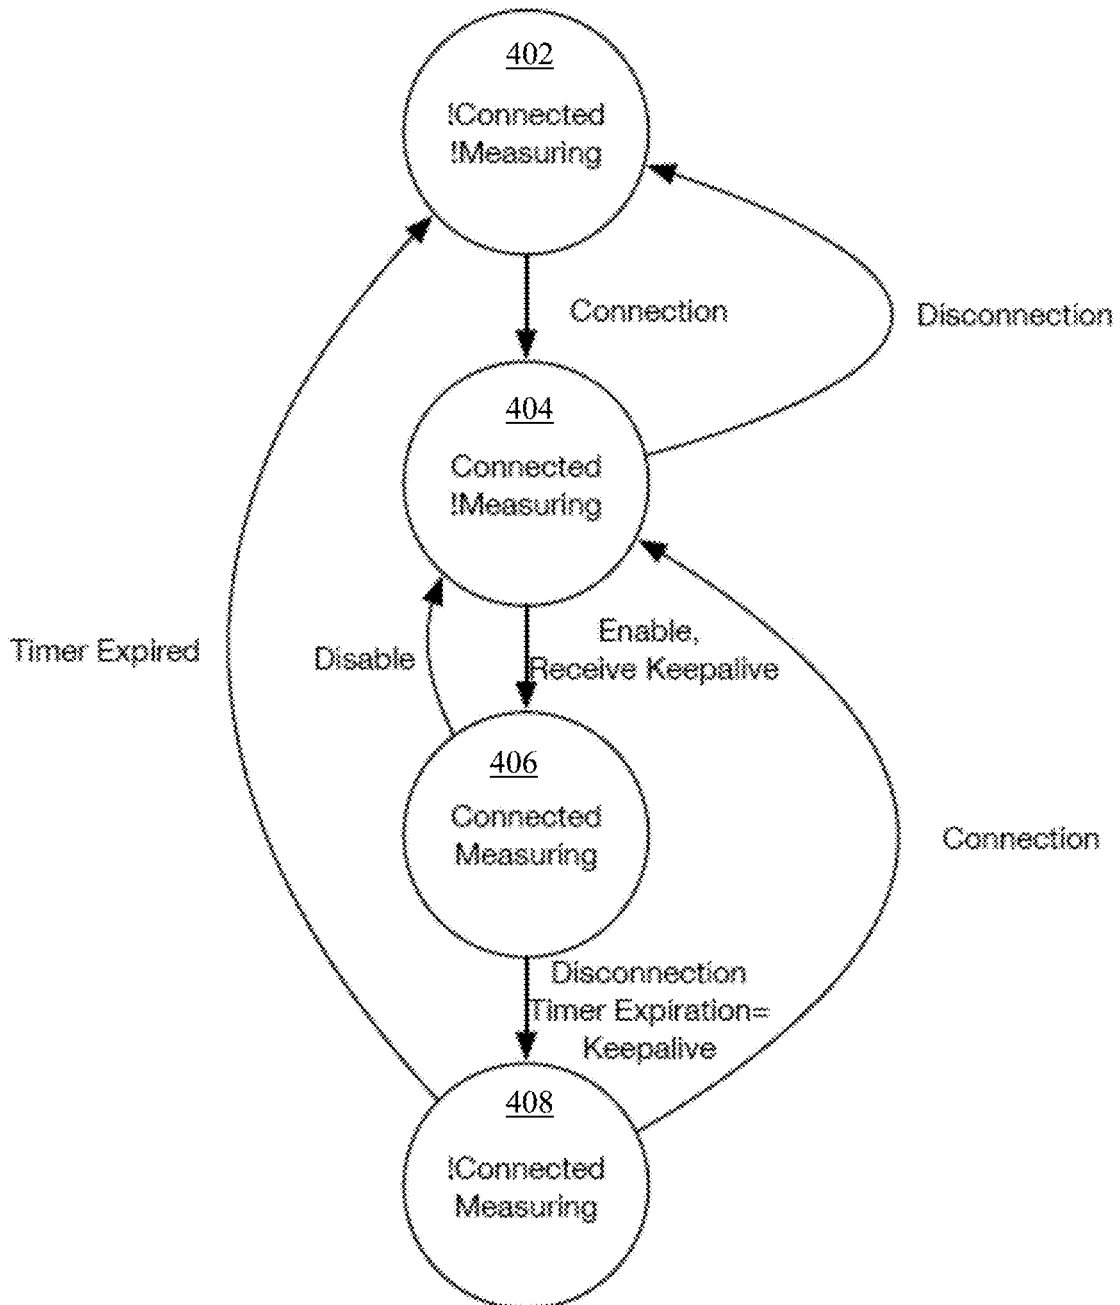 402
!Connected
!Measuring
Connection
Disconnection
404
Connected
!Measuring
Timer Expired
Disable
Enable,
Receive Keepalive
406
Connected
Measuring
Connection
Disconnection
Timer Expiration=
Keepalive
408
!Connected
Measuring